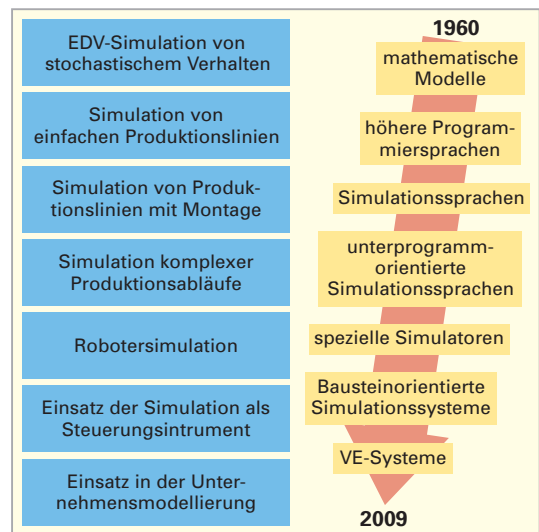 EDV-Simulation von
stochastischem Verhalten
Simulation von
einfachen Produktionslinien
Simulation von Produk-
tionslinien mit Montage
Simulation komplexer
Produktionsabläufe
Robotersimulation
Einsatz der Simulation als
Steuerungsintrument
Einsatz in der Unter-
nehmensmodellierung
1960
mathematische
Modelle
höhere Program-
miersprachen
Simulationssprachen
unterprogramm-
orientierte
Simulationssprachen
spezielle Simulatoren
Bausteinorientierte
Simulationssysteme
VE-Systeme
2009